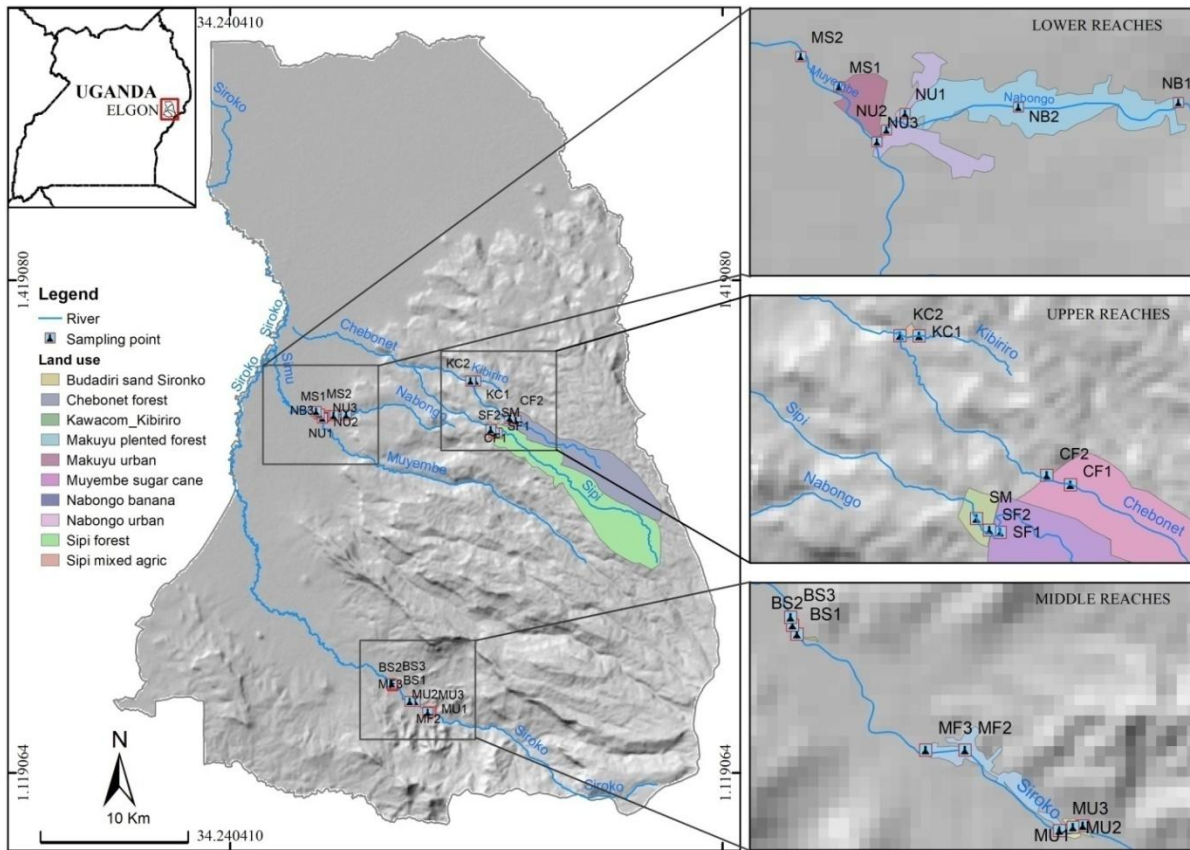 34.240410
UGANDA
ELGON
Siroko
1.419080
1.419080
Legend
River
Sampling point
Land use
Budadiri sand Sironko
Chebonet forest
Kawacom_Kibiriro
Makuyu plented forest
Makuyu urban
Muyembe sugar cane
Nabongo banana
Nabongo urban
Sipi forest
Sipi mixed agric
Siroko
Siroko
Siroko
Simu
Chebonet
KC2
Kibiriro
KC1
CF2
SM
SF2
SF1
CF1
MS1
MS2
NB3
NU3
NU2
NU1
Nabongo
Muyembe
Sipi
BS2
BS3
BS1
MF3
MU2
MU3
MU1
MF2
Siroko
Siroko
N
10 Km
1.119064
1.119064
34.240410
LOWER REACHES
MS2
MS1
Muyembe
NU1
NU2
NU3
Nabongo
NB1
NB2
UPPER REACHES
KC2
KC1
Kibiriro
Sipi
Nabongo
CF2
CF1
Chebonet
SM
SF2
SF1
MIDDLE REACHES
BS3
BS2
BS1
MF3
MF2
Siroko
MU3
MU2
MU1